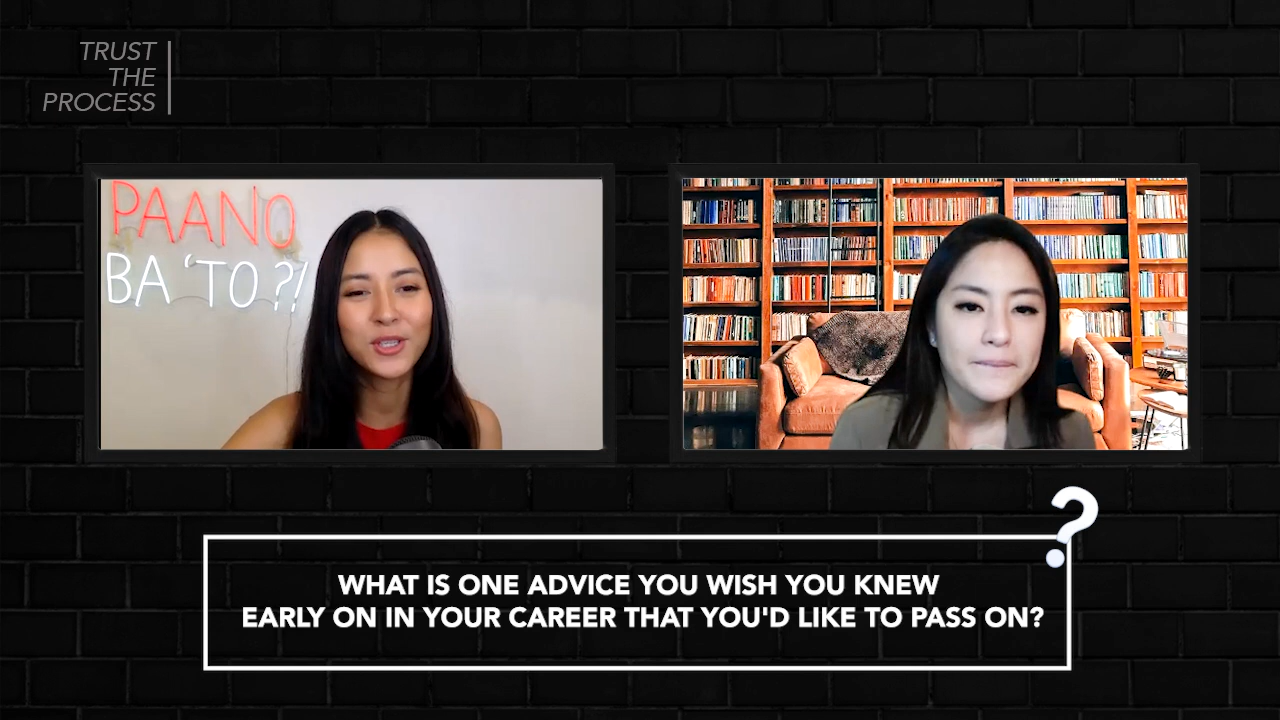 TRUST
THE
PROCESS
PAANO
BA 'TO?!
?
WHAT IS ONE ADVICE YOU WISH YOU KNEW
EARLY ON IN YOUR CAREER THAT YOU'D LIKE TO PASS ON?